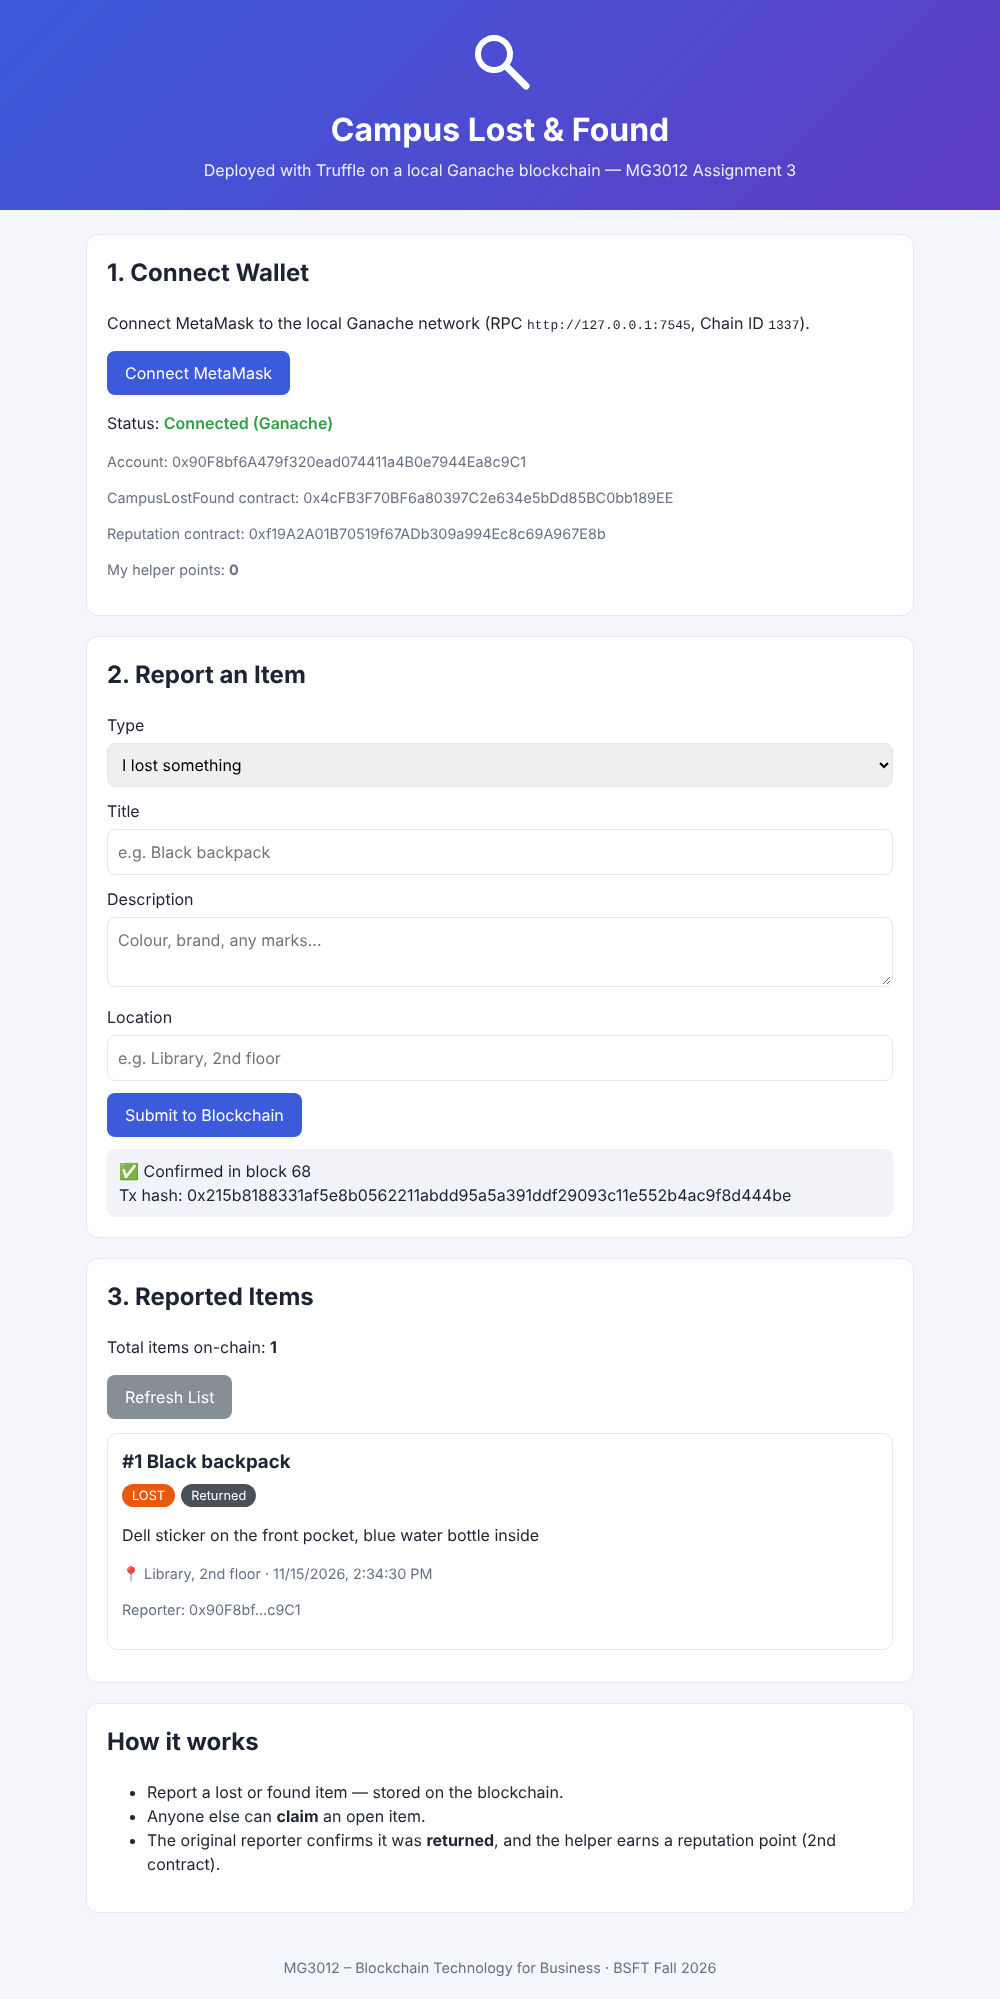 Campus Lost & Found
Deployed with Truffle on a local Ganache blockchain — MG3012 Assignment 3
1. Connect Wallet
Connect MetaMask to the local Ganache network (RPC http://127.0.0.1:7545, Chain ID 1337).
Connect MetaMask
Status: Connected (Ganache)
Account: 0x90F8bf6A479f320ead074411a4B0e7944Ea8c9C1
CampusLostFound contract: 0x4cFB3F70BF6a80397C2e634e5bDd85BC0bb189EE
Reputation contract: 0xf19A2A01B70519f67ADb309a994Ec8c69A967E8b
My helper points: 0
2. Report an Item
Type
I lost something
Title
e.g. Black backpack
Description
Colour, brand, any marks...
Location
e.g. Library, 2nd floor
Submit to Blockchain
✅ Confirmed in block 68
Tx hash: 0x215b8188331af5e8b0562211abdd95a5a391ddf29093c11e552b4ac9f8d444be
3. Reported Items
Total items on-chain: 1
Refresh List
#1 Black backpack
LOST Returned
Dell sticker on the front pocket, blue water bottle inside
📍 Library, 2nd floor · 11/15/2026, 2:34:30 PM
Reporter: 0x90F8bf...c9C1
How it works
• Report a lost or found item — stored on the blockchain.
• Anyone else can claim an open item.
• The original reporter confirms it was returned, and the helper earns a reputation point (2nd
contract).
MG3012 – Blockchain Technology for Business · BSFT Fall 2026